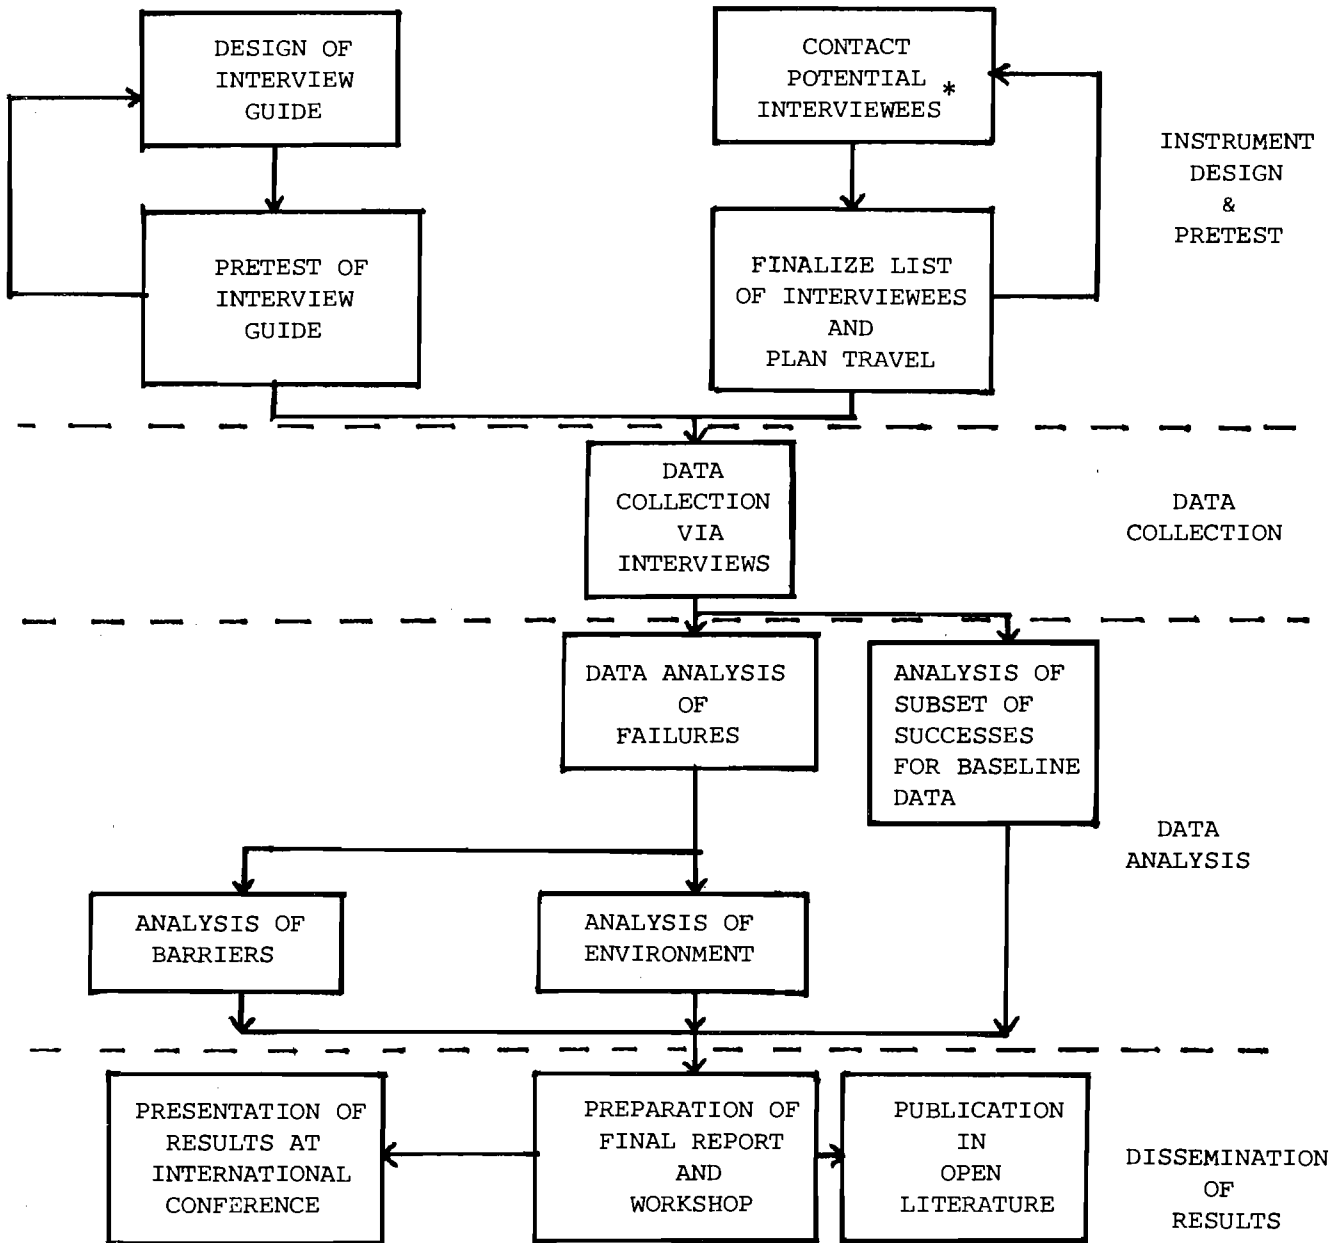 DESIGN OF
INTERVIEW
GUIDE
CONTACT
POTENTIAL
INTERVIEWEES*
INSTRUMENT
DESIGN
&
PRETEST
PRETEST OF
INTERVIEW
GUIDE
FINALIZE LIST
OF INTERVIEWEES
AND
PLAN TRAVEL
DATA
COLLECTION
VIA
INTERVIEWS
DATA
COLLECTION
DATA ANALYSIS
OF
FAILURES
ANALYSIS OF
SUBSET OF
SUCCESSES
FOR BASELINE
DATA
DATA
ANALYSIS
ANALYSIS OF
BARRIERS
ANALYSIS OF
ENVIRONMENT
PRESENTATION OF
RESULTS AT
INTERNATIONAL
CONFERENCE
PREPARATION OF
FINAL REPORT
AND
WORKSHOP
PUBLICATION
IN
OPEN
LITERATURE
DISSEMINATION
OF
RESULTS